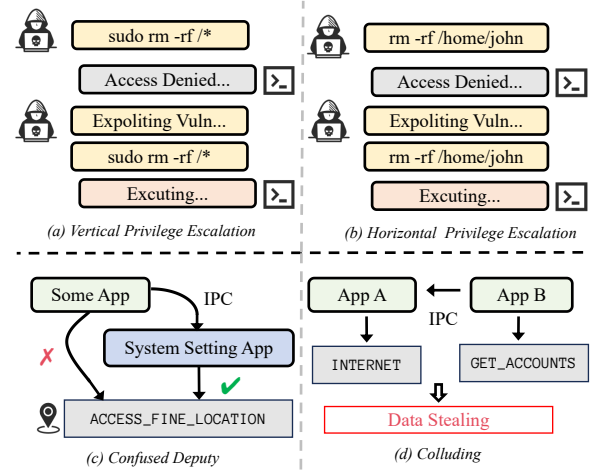 sudo rm -rf /*
Access Denied...
Expoliting Vuln...
sudo rm -rf /*
Excuting...
(a) Vertical Privilege Escalation
rm -rf /home/john
Access Denied...
Expoliting Vuln...
rm -rf /home/john
Excuting...
(b) Horizontal Privilege Escalation
Some App
IPC
System Setting App
ACCESS_FINE_LOCATION
(c) Confused Deputy
App A
App B
IPC
INTERNET
GET_ACCOUNTS
Data Stealing
(d) Colluding